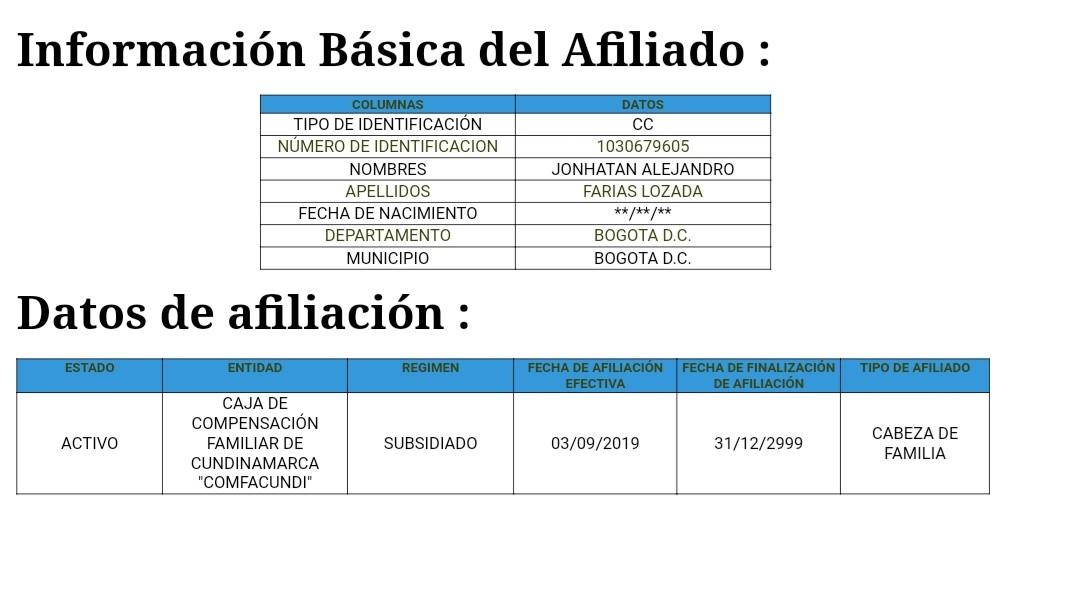 Información Básica del Afiliado :
COLUMNAS DATOS
TIPO DE IDENTIFICACIÓN CC
NÚMERO DE IDENTIFICACION 1030679605
NOMBRES JONHATAN ALEJANDRO
APELLIDOS FARIAS LOZADA
FECHA DE NACIMIENTO **/**/**
DEPARTAMENTO BOGOTA D.C.
MUNICIPIO BOGOTA D.C.
Datos de afiliación :
ESTADO ENTIDAD REGIMEN FECHA DE AFILIACIÓN EFECTIVA FECHA DE FINALIZACIÓN DE AFILIACIÓN TIPO DE AFILIADO
ACTIVO CAJA DE COMPENSACIÓN FAMILIAR DE CUNDINAMARCA "COMFACUNDI" SUBSIDIADO 03/09/2019 31/12/2999 CABEZA DE FAMILIA